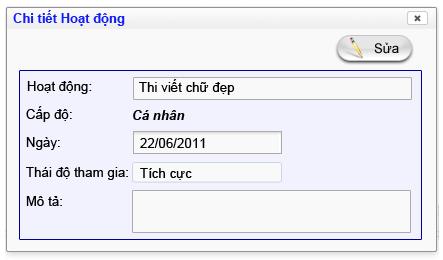 Chi tiết Hoạt động
Sửa
Hoạt động: Thi viết chữ đẹp
Cấp độ: Cá nhân
Ngày: 22/06/2011
Thái độ tham gia: Tích cực
Mô tả: